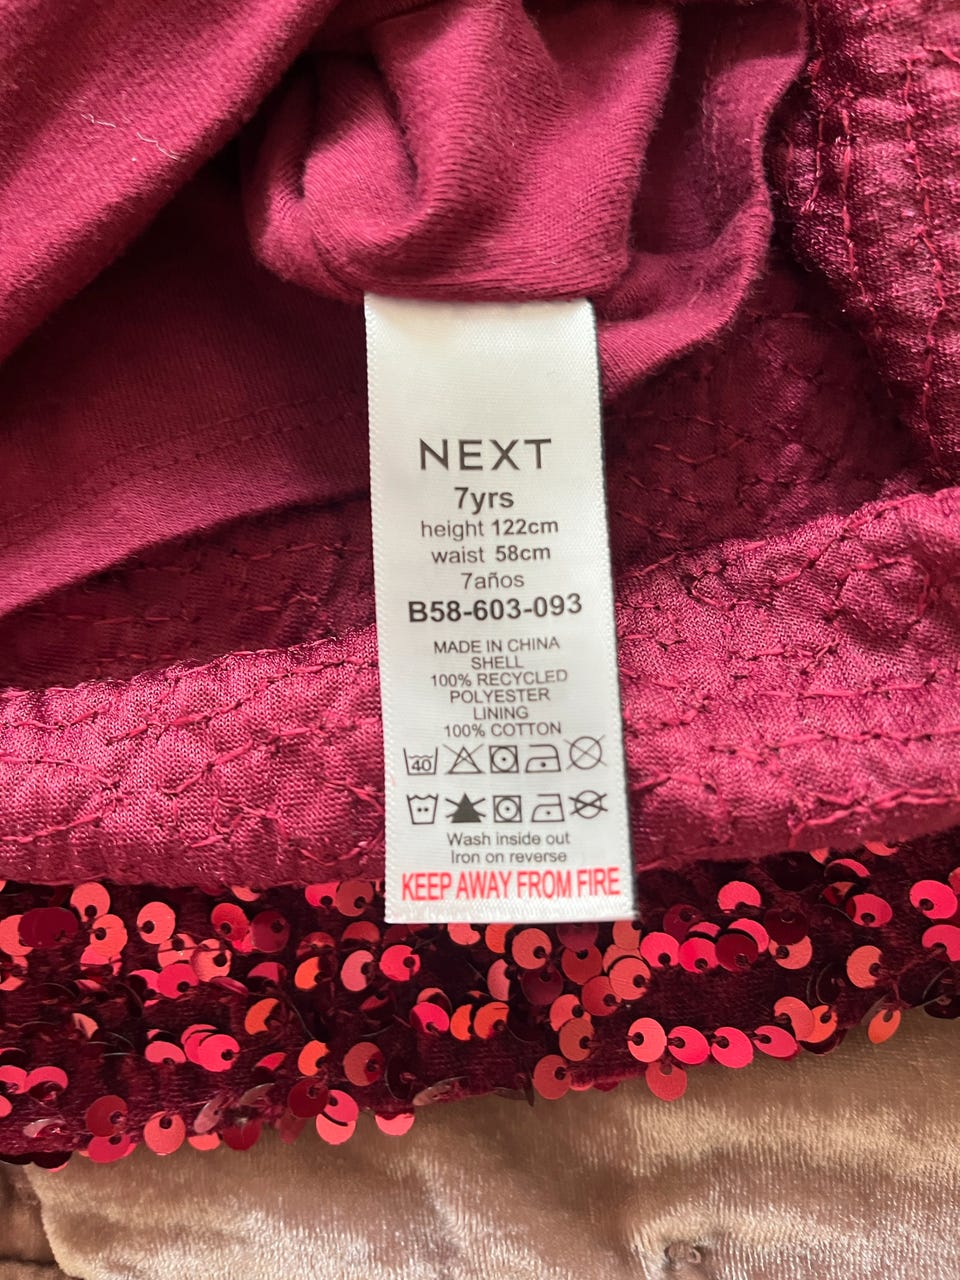 NEXT
7yrs
height 122cm
waist 58cm
7años
B58-603-093
MADE IN CHINA
SHELL
100% RECYCLED
POLYESTER
LINING
100% COTTON
40
Wash inside out
Iron on reverse
KEEP AWAY FROM FIRE